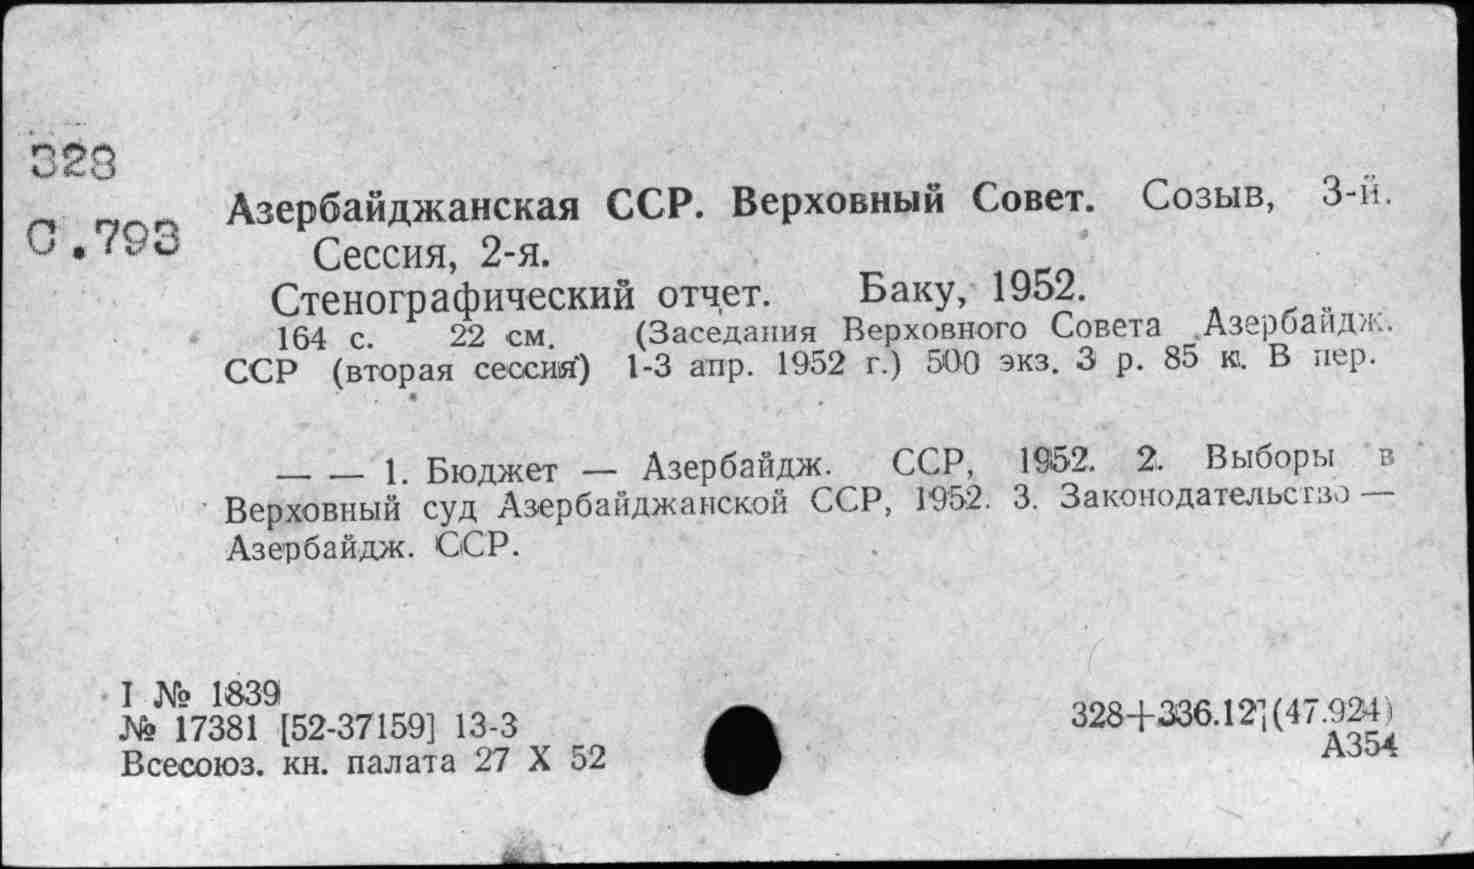 328
С.793
Азербайджанская ССР. Верховный Совет. Созыв, 3-й.
Сессия, 2-я.
Стенографический отчет. Баку, 1952.
164 с. 22 см. (Заседания Верховного Совета Азербайдж.
ССР (вторая сессия) 1-3 апр. 1952 г.) 500 экз. 3 р. 85 к. В пер.
— — 1. Бюджет — Азербайдж. ССР, 1952. 2. Выборы в
Верховный суд Азербайджанской ССР, 1952. 3. Законодательство —
Азербайдж. ССР.
I № 1839
№ 17381 [52-37159] 13-3
Всесоюз. кн. палата 27 X 52
328+336.12](47.924)
А354